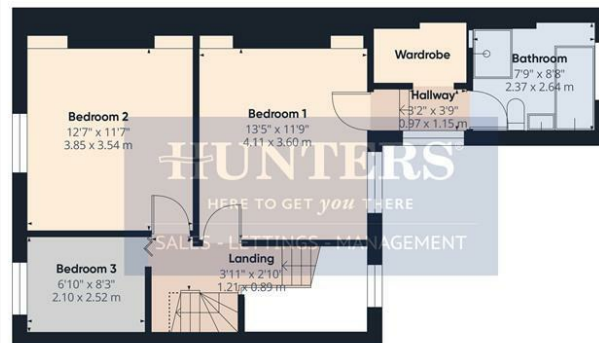 Wardrobe
Bathroom
7'9" x 8'8"
2.37 x 2.64 m
Hallway
3'2" x 3'9"
0.97 x 1.15 m
Bedroom 2
12'7" x 11'7"
3.85 x 3.54 m
Bedroom 1
13'5" x 11'9"
4.11 x 3.60 m
HUNTERS®
HERE TO GET you THERE
SALES - LETTINGS - MANAGEMENT
Landing
3'11" x 2'10"
1.21 x 0.89 m
Bedroom 3
6'10" x 8'3"
2.10 x 2.52 m